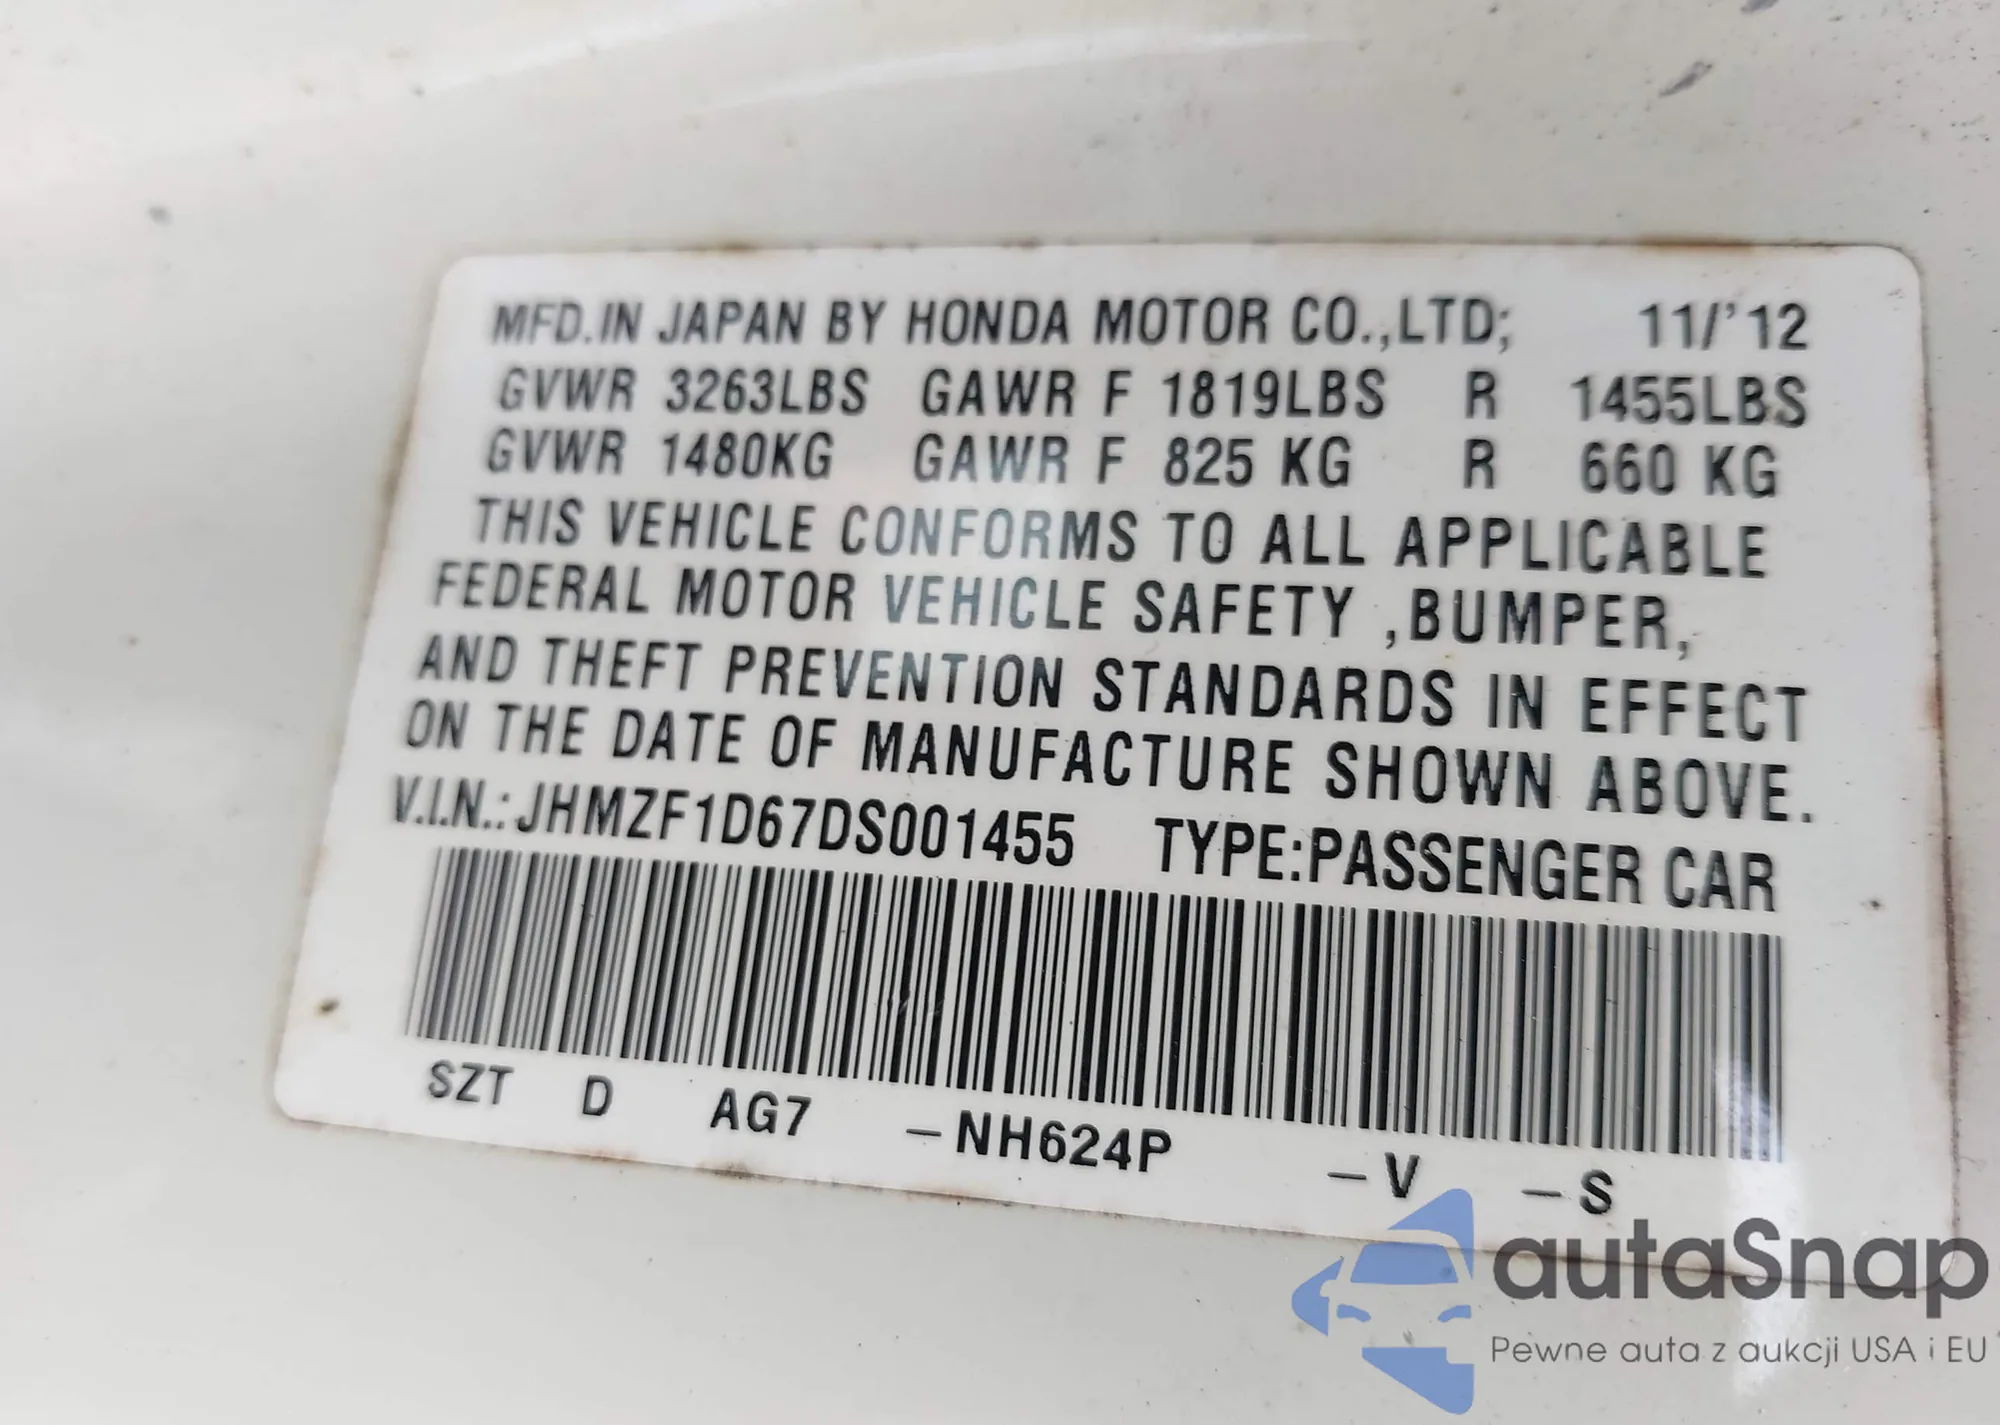 MFD.IN JAPAN BY HONDA MOTOR CO.,LTD; 11/'12
GVWR 3263LBS GAWR F 1819LBS R 1455LBS
GVWR 1480KG GAWR F 825 KG R 660 KG
THIS VEHICLE CONFORMS TO ALL APPLICABLE
FEDERAL MOTOR VEHICLE SAFETY ,BUMPER,
AND THEFT PREVENTION STANDARDS IN EFFECT
ON THE DATE OF MANUFACTURE SHOWN ABOVE.
V.I.N.:JHMZF1D67DS001455 TYPE:PASSENGER CAR
SZT D AG7 –NH624P –V –S
autaSnap
Pewne auta z aukcji USA i EU